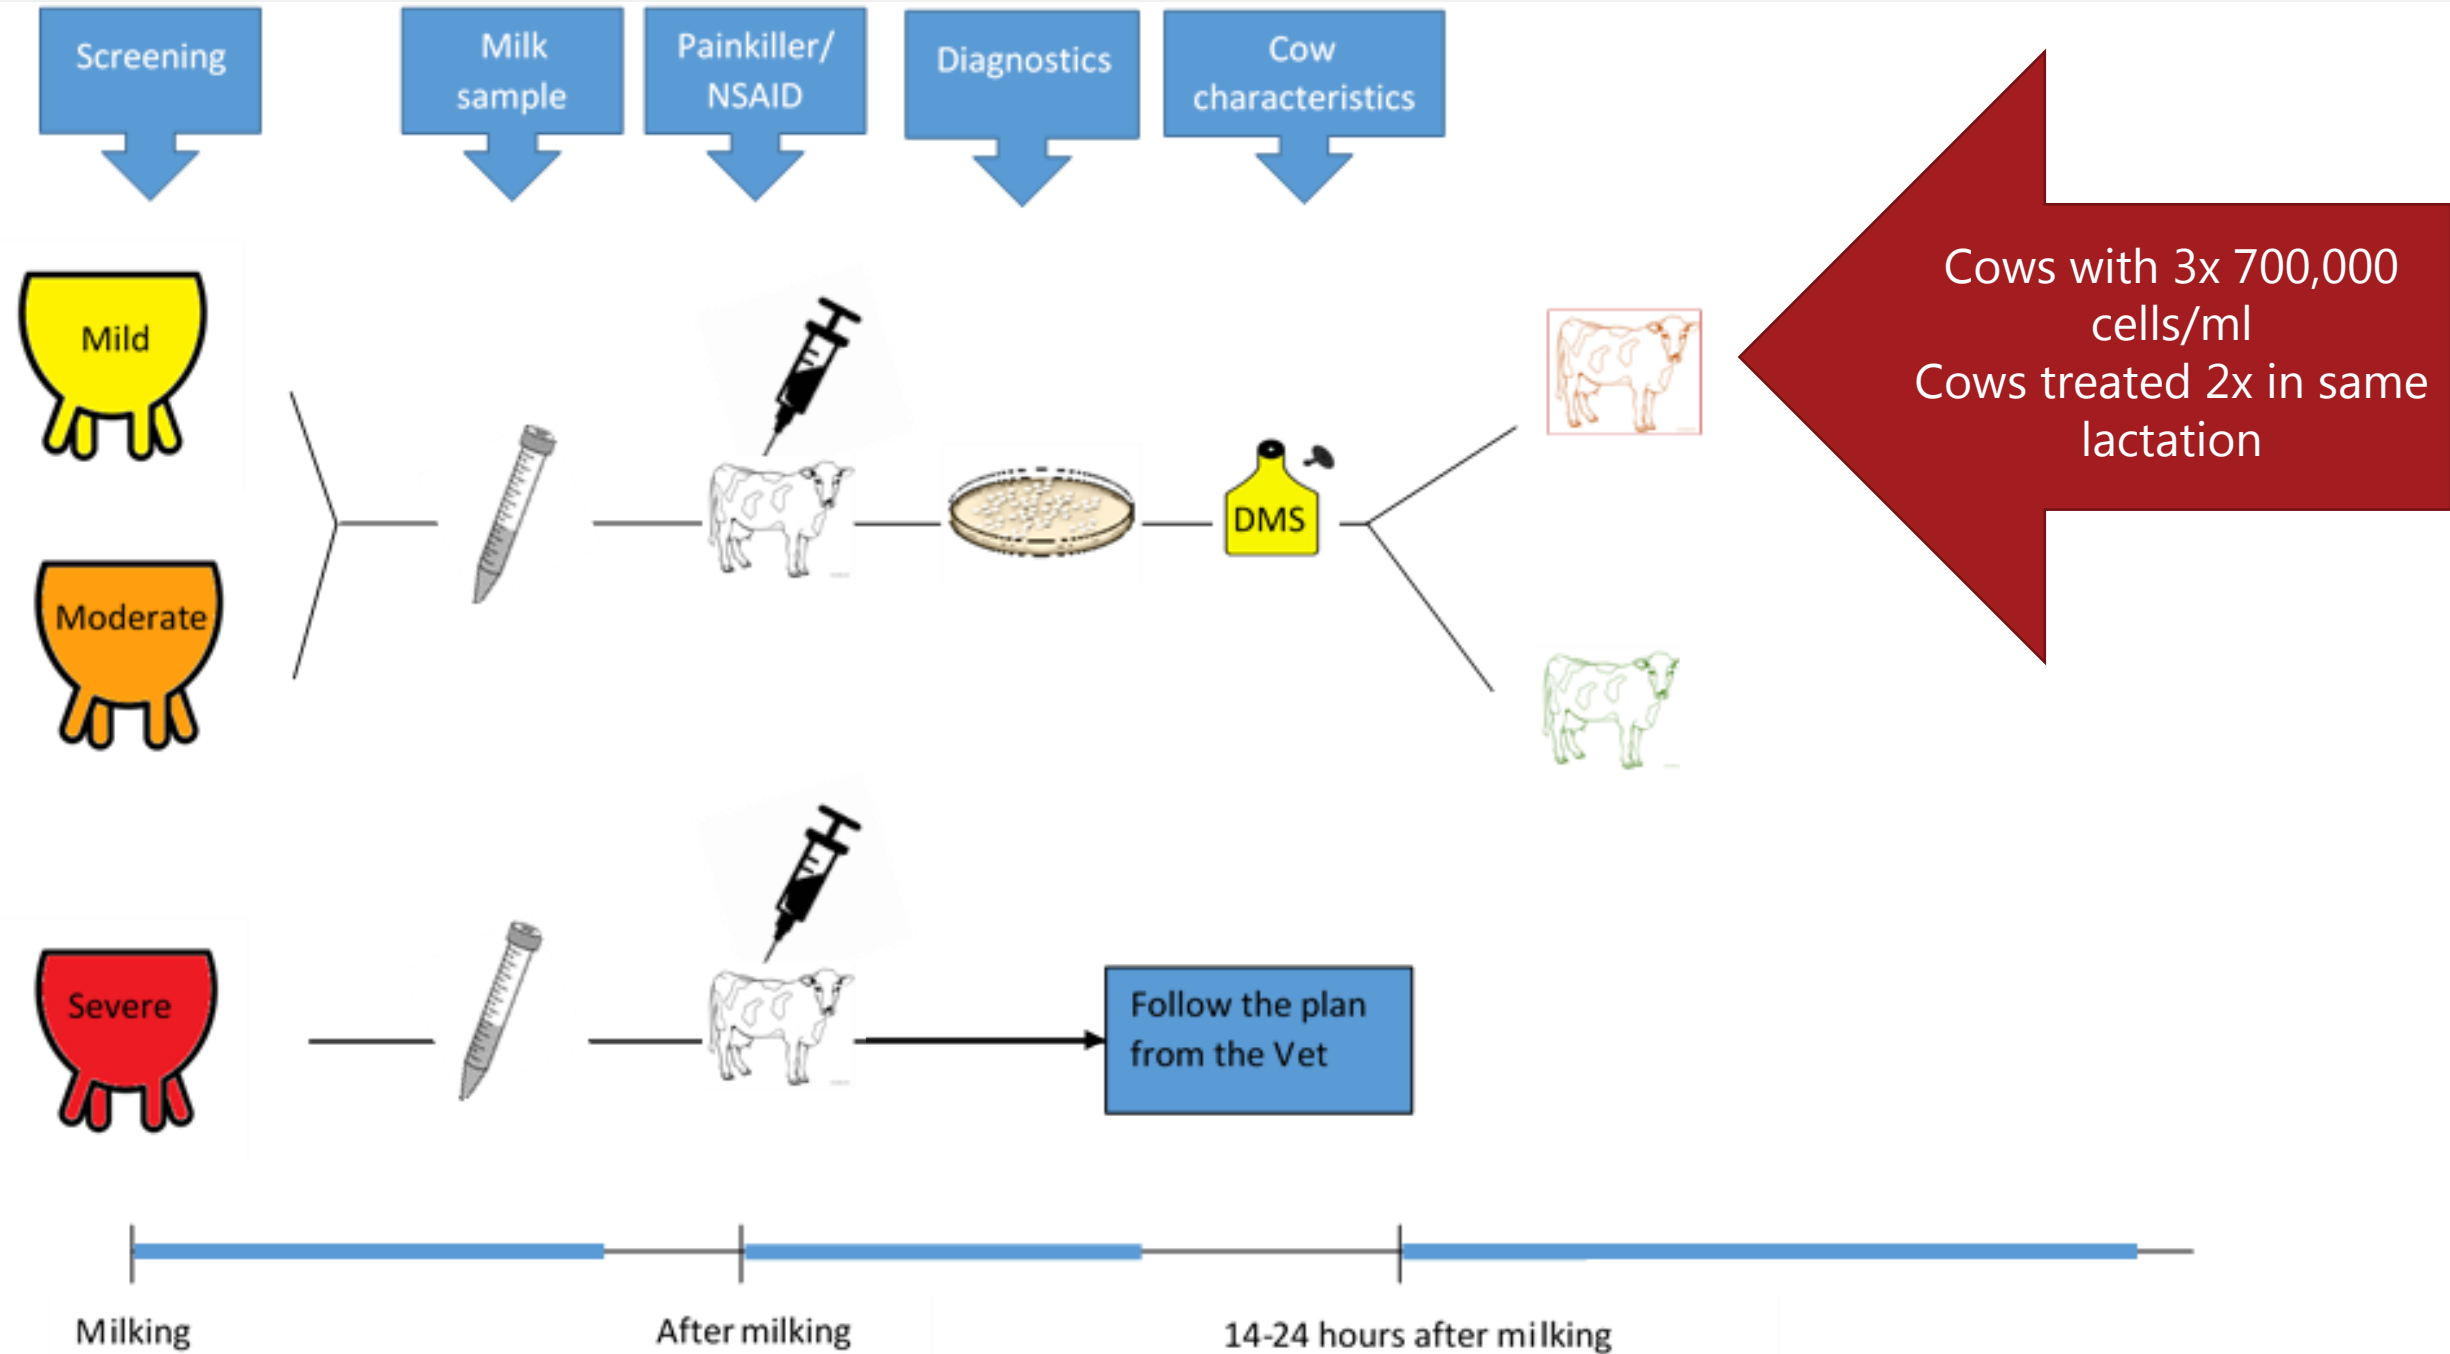 Screening
Milk
sample
Painkiller/
NSAID
Diagnostics
Cow
characteristics
Cows with 3x 700,000
cells/ml
Cows treated 2x in same
lactation
Mild
DMS
Moderate
Severe
Follow the plan
from the Vet
Milking
After milking
14-24 hours after milking